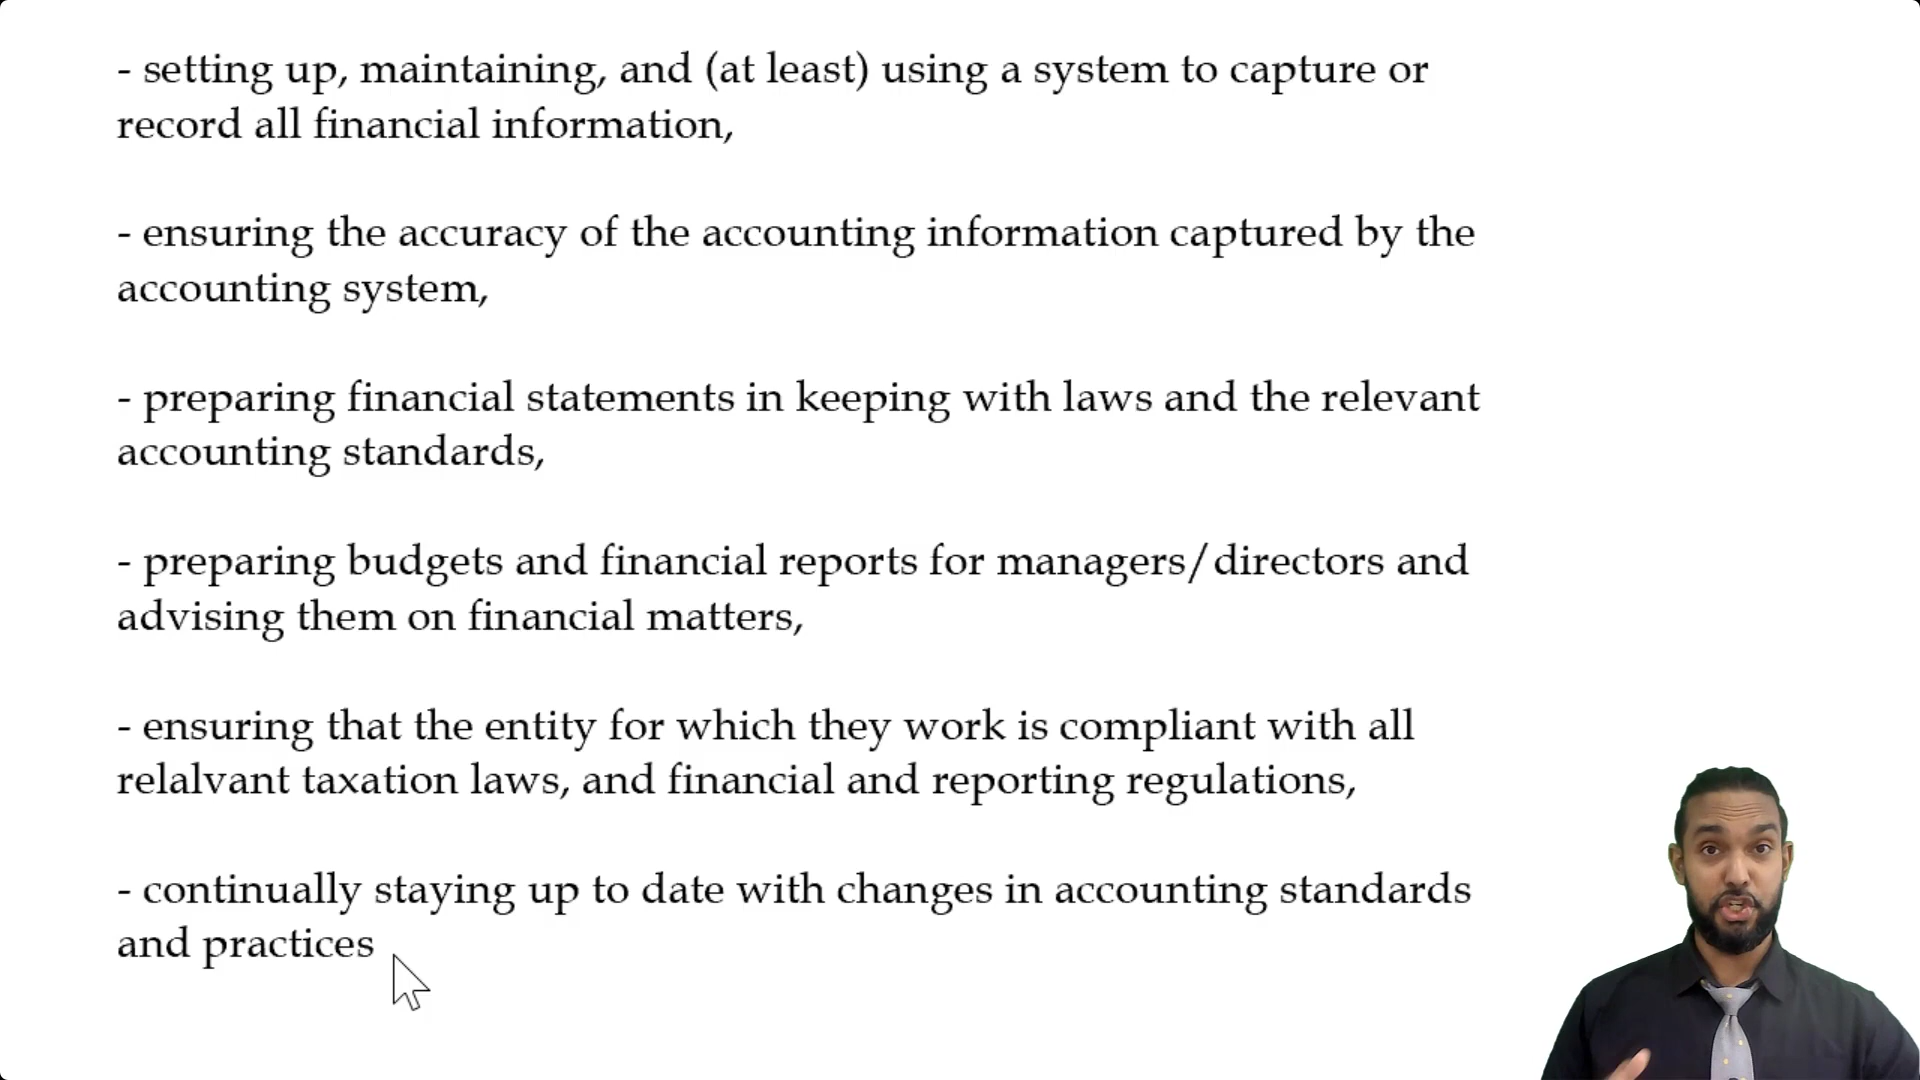 - setting up, maintaining, and (at least) using a system to capture or
record all financial information,
- ensuring the accuracy of the accounting information captured by the
accounting system,
- preparing financial statements in keeping with laws and the relevant
accounting standards,
- preparing budgets and financial reports for managers/directors and
advising them on financial matters,
- ensuring that the entity for which they work is compliant with all
relalvant taxation laws, and financial and reporting regulations,
- continually staying up to date with changes in accounting standards
and practices